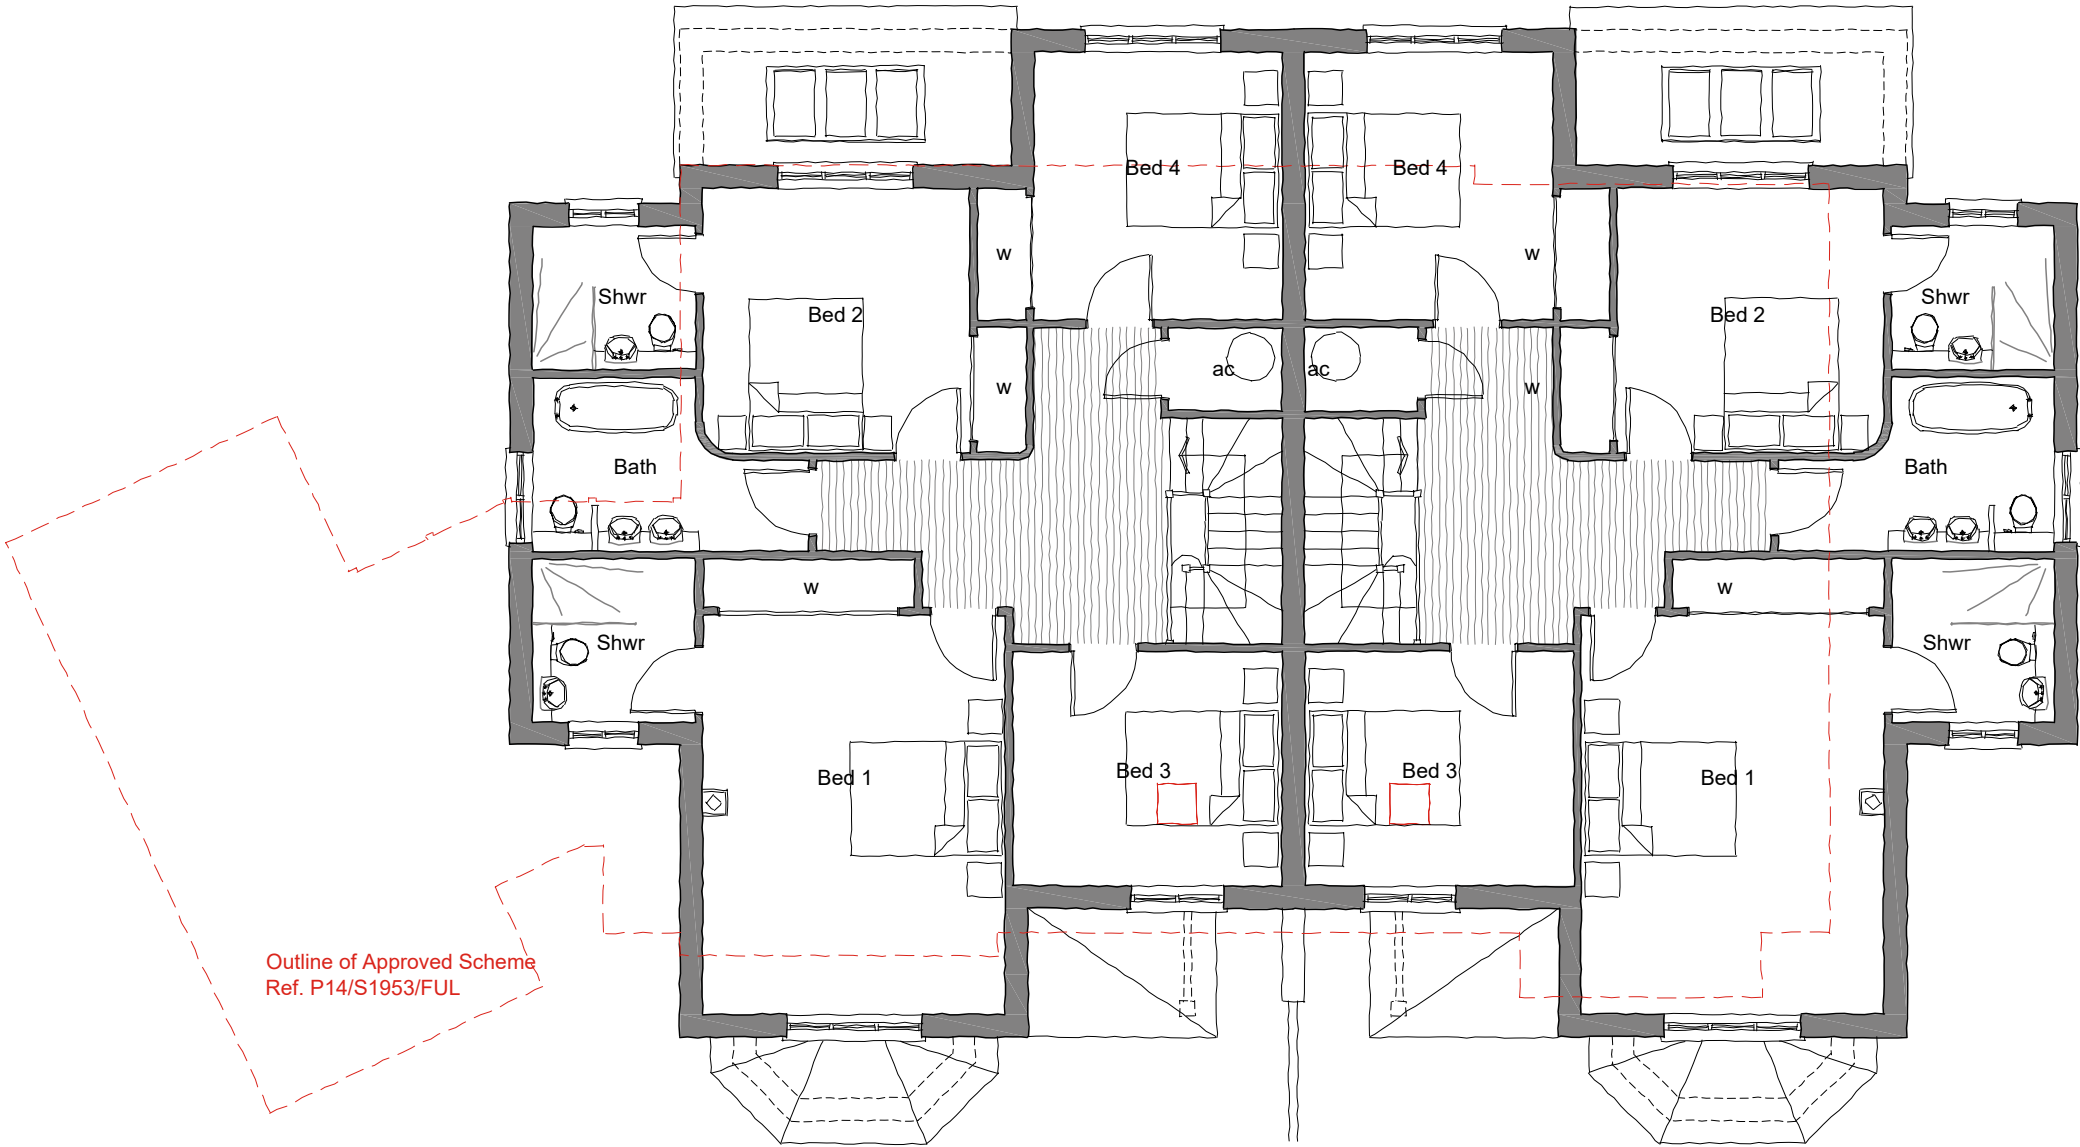 Bed 4
Bed 4
w
w
Shwr
Bed 2
Bed 2
Shwr
w
ac
ac
w
Bath
Bath
w
w
Shwr
Shwr
Bed 1
Bed 3
Bed 3
Bed 1
Outline of Approved Scheme
Ref. P14/S1953/FUL